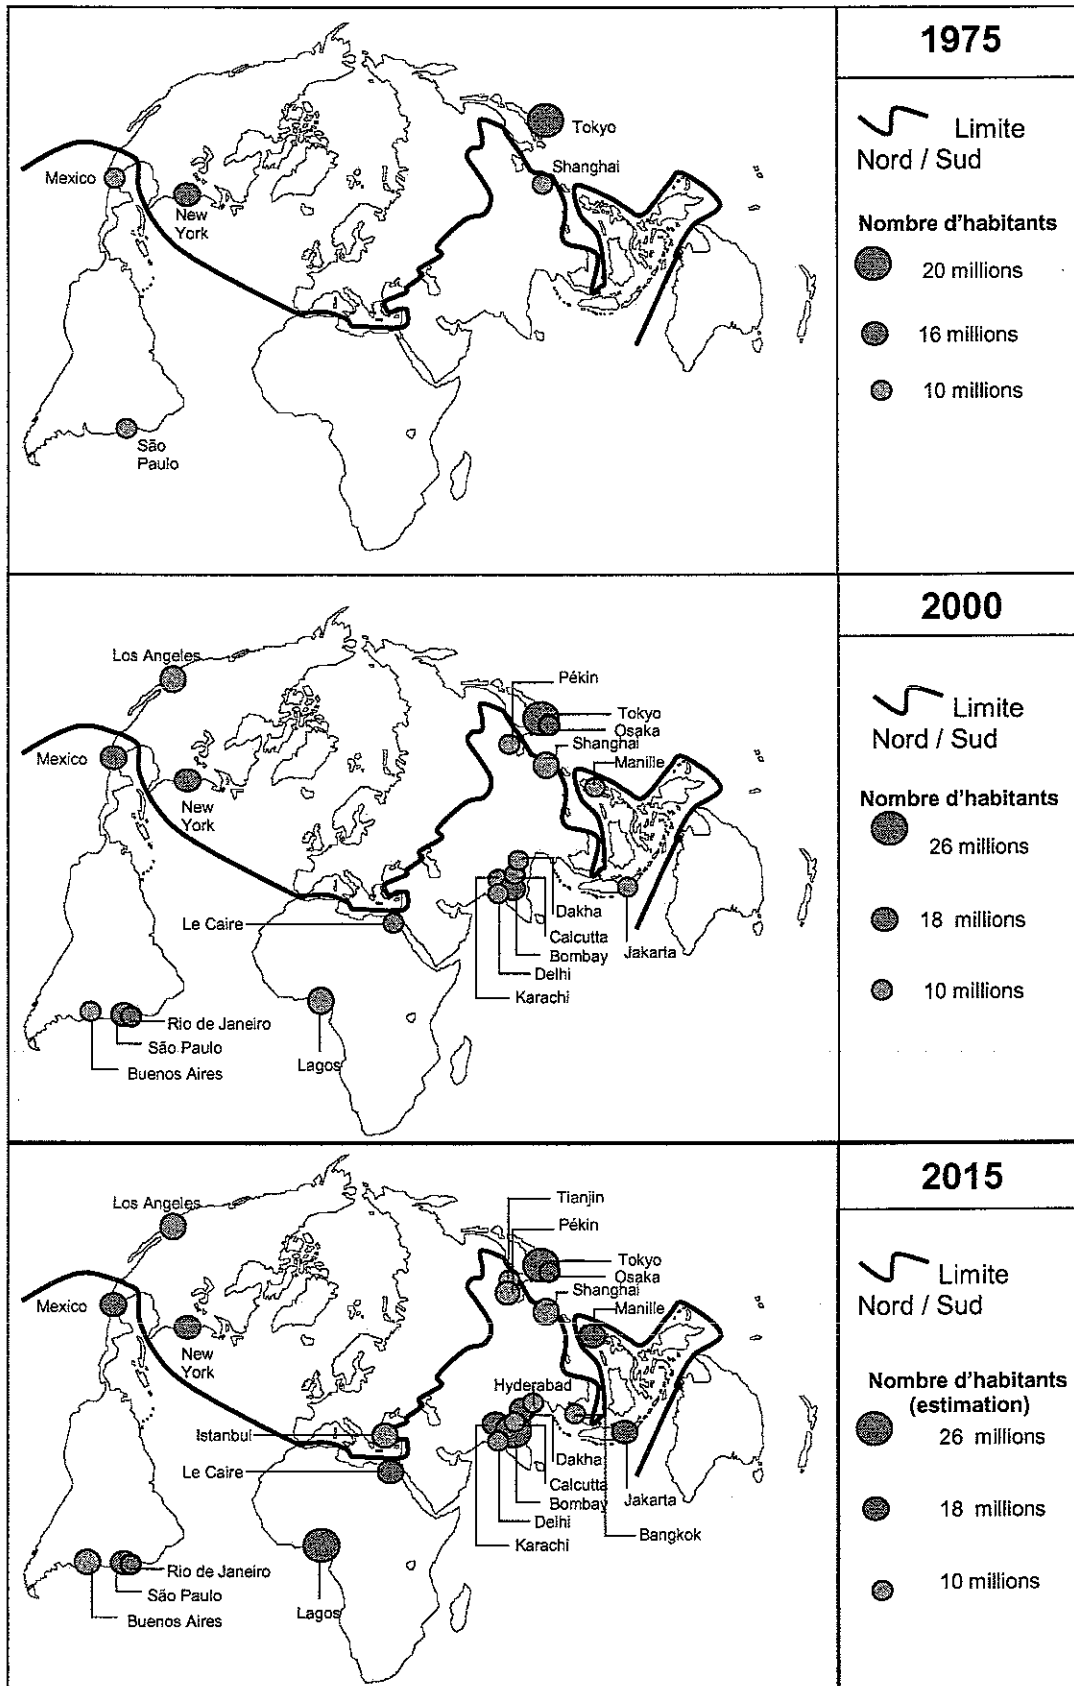 1975
Limite
Nord / Sud
Nombre d'habitants
20 millions
16 millions
10 millions
Tokyo
Shanghai
Mexico
New
York
São
Paulo
2000
Limite
Nord / Sud
Nombre d'habitants
26 millions
18 millions
10 millions
Los Angeles
Pékin
Tokyo
Osaka
Shanghai
Manille
Mexico
New
York
Le Caire
Dakha
Calcutta
Bombay
Jakarta
Delhi
Karachi
Rio de Janeiro
São Paulo
Buenos Aires
Lagos
2015
Limite
Nord / Sud
Nombre d'habitants
(estimation)
26 millions
18 millions
10 millions
Tianjin
Los Angeles
Pékin
Tokyo
Osaka
Shanghai
Manille
Mexico
New
York
Hyderabad
Istanbul
Le Caire
Dakha
Calcutta
Bombay
Jakarta
Delhi
Bangkok
Karachi
Rio de Janeiro
São Paulo
Buenos Aires
Lagos